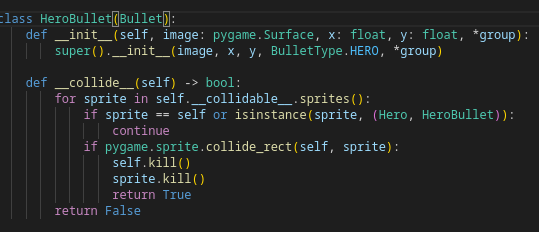 class HeroBullet(Bullet):
    def __init__(self, image: pygame.Surface, x: float, y: float, *group):
        super().__init__(image, x, y, BulletType.HERO, *group)

    def __collide__(self) -> bool:
        for sprite in self.__collidable__.sprites():
            if sprite == self or isinstance(sprite, (Hero, HeroBullet)):
                continue
            if pygame.sprite.collide_rect(self, sprite):
                self.kill()
                sprite.kill()
                return True
        return False